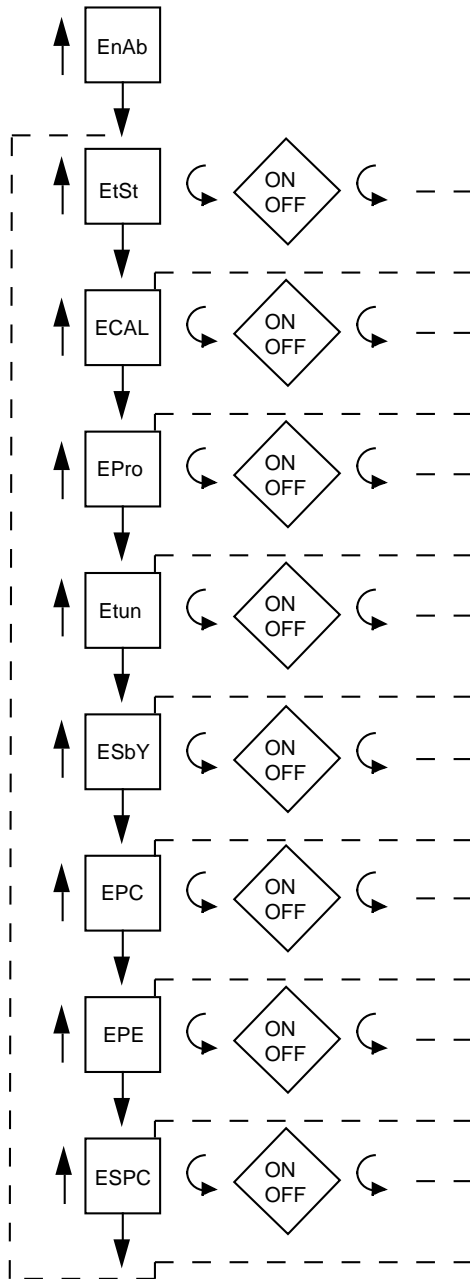 EnAb
EtSt
ON
OFF
ECAL
ON
OFF
EPro
ON
OFF
Etun
ON
OFF
ESbY
ON
OFF
EPC
ON
OFF
EPE
ON
OFF
ESPC
ON
OFF